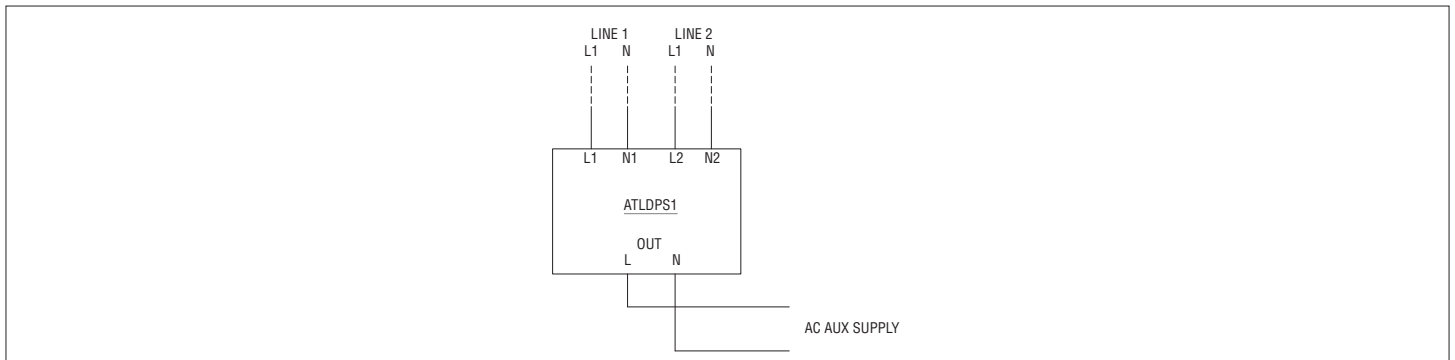 LINE 1 LINE 2
L1 N L1 N
L1 N1 L2 N2
ATLDPS1
OUT
L N
AC AUX SUPPLY